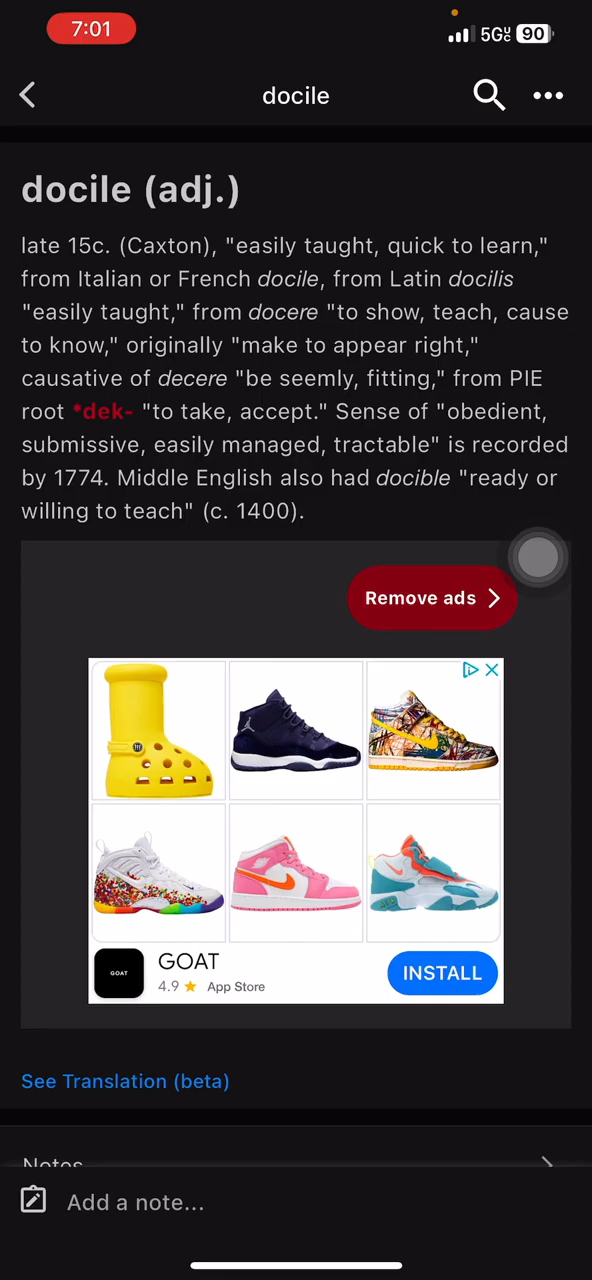 7:01
5G
90
docile
docile (adj.)
late 15c. (Caxton), "easily taught, quick to learn,"
from Italian or French docile, from Latin docilis
"easily taught," from docere "to show, teach, cause
to know," originally "make to appear right,"
causative of decere "be seemly, fitting," from PIE
root *dek- "to take, accept." Sense of "obedient,
submissive, easily managed, tractable" is recorded
by 1774. Middle English also had docible "ready or
willing to teach" (c. 1400).
Remove ads
GOAT
GOAT
4.9 ★ App Store
INSTALL
See Translation (beta)
Notes
Add a note...